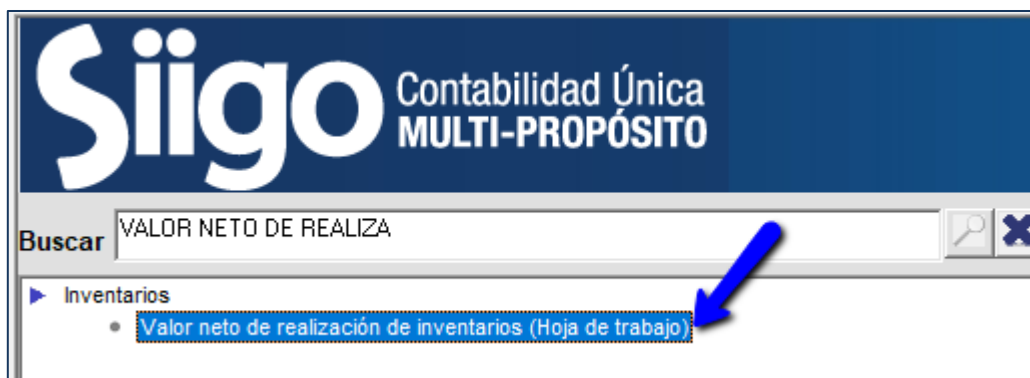 Siigo Contabilidad Única
MULTI-PROPÓSITO
Buscar VALOR NETO DE REALIZA
Inventarios
Valor neto de realización de inventarios (Hoja de trabajo)